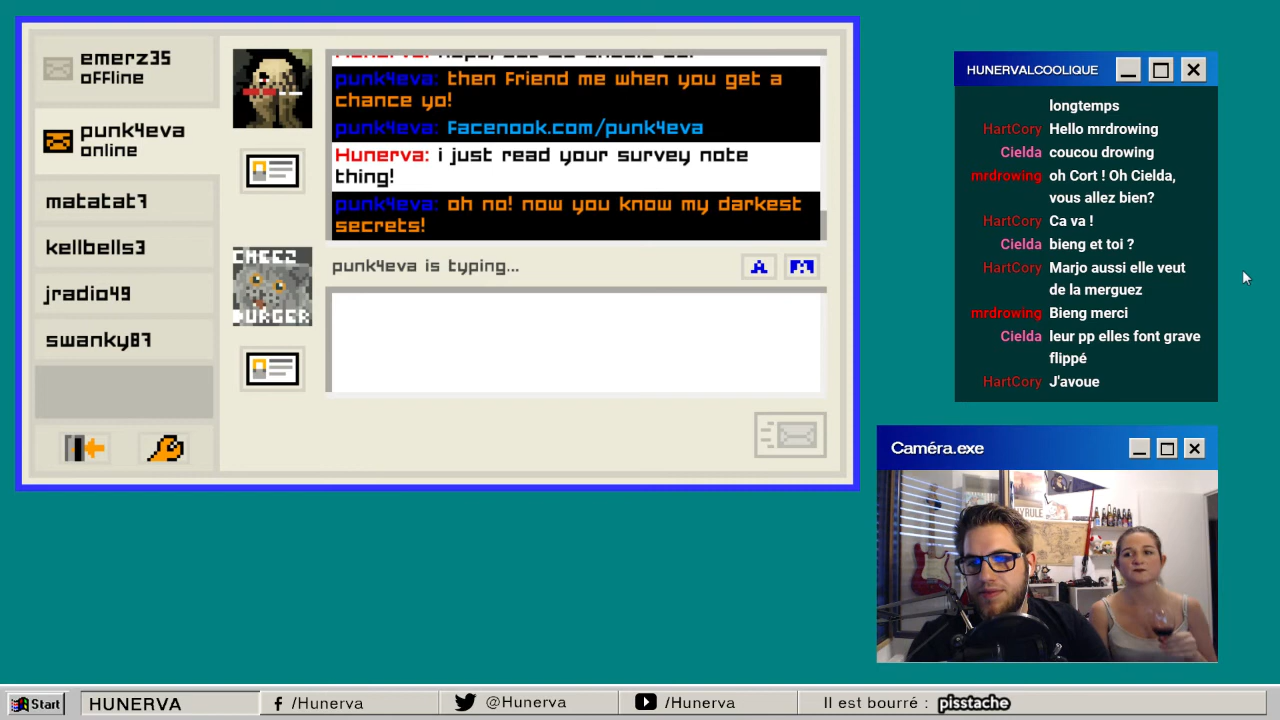 emerz35
offline
punk4eva
online
matatat7
kellbells3
jradio49
swanky87
punk4eva: then friend me when you get a
chance yo!
punk4eva: Facenook.com/punk4eva
Hunerva: i just read your survey note
thing!
punk4eva: oh no! now you know my darkest
secrets!
punk4eva is typing...
CHEEZ
BURGER
HUNERVALCOOLIQUE
longtemps
HartCory Hello mrdrowing
Cielda coucou drowing
mrdrowing oh Cort ! Oh Cielda,
vous allez bien?
HartCory Ca va !
Cielda bieng et toi ?
HartCory Marjo aussi elle veut
de la merguez
mrdrowing Bieng merci
Cielda leur pp elles font grave
flippé
HartCory J'avoue
Caméra.exe
Start
HUNERVA
/Hunerva
@Hunerva
/Hunerva
Il est bourré : pisstache